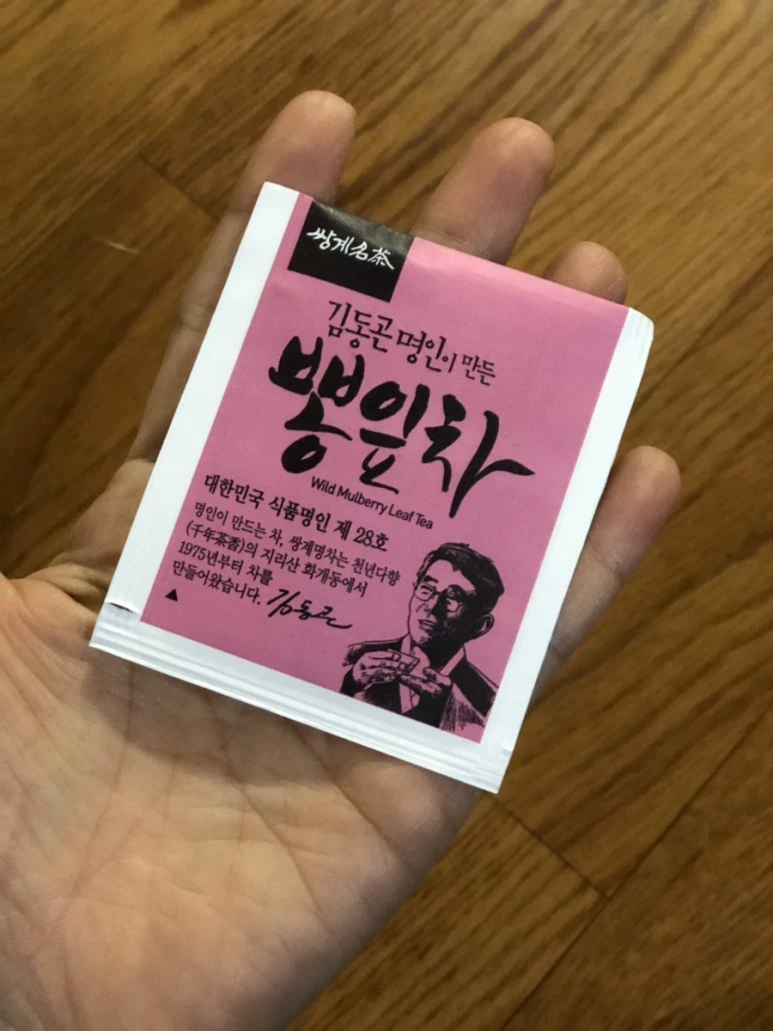 쌍계名茶
김동곤 명인이 만든
뽕잎차
Wild Mulberry Leaf Tea
대한민국 식품명인 제 28호
명인이 만드는 차, 쌍계명차는 천년다향
(千年茶香)의 지리산 화개동에서
1975년부터 차를
만들어왔습니다. 김동곤